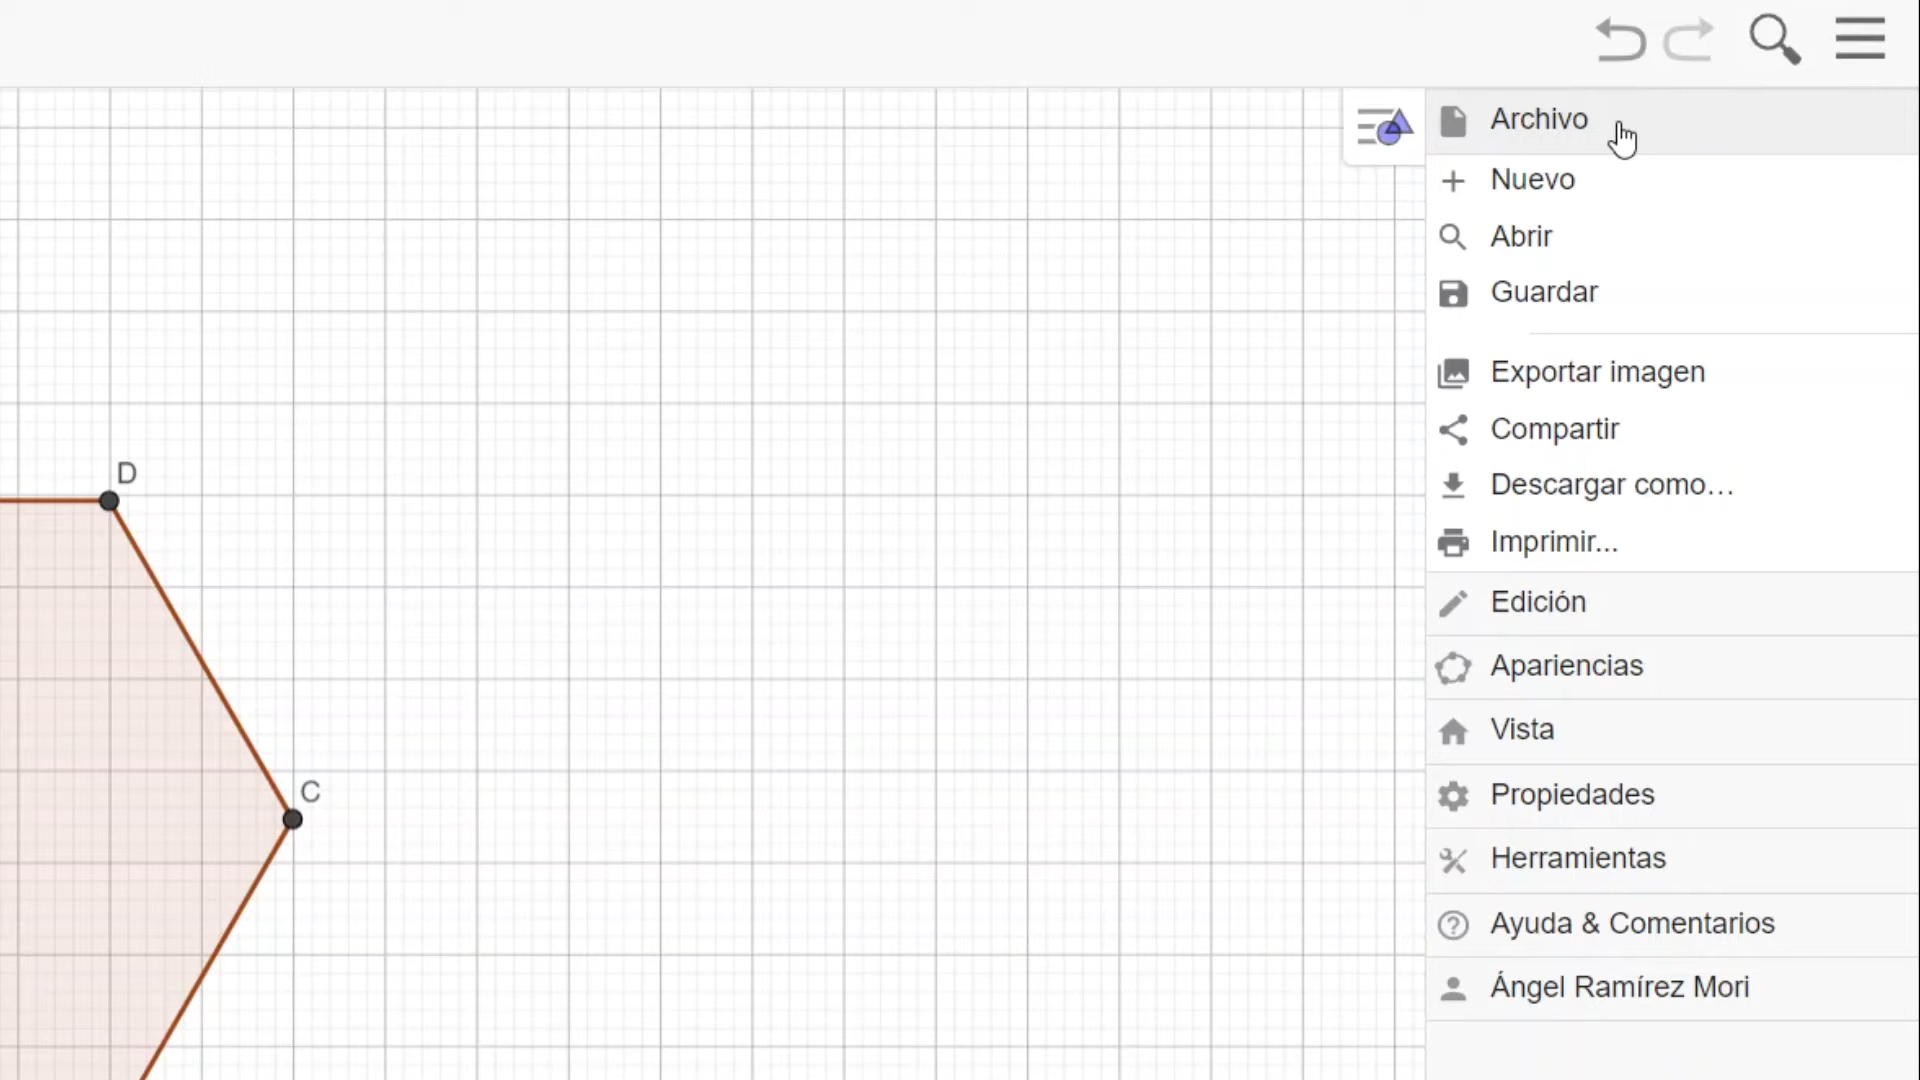 Archivo
Nuevo
Abrir
Guardar
Exportar imagen
Compartir
Descargar como…
Imprimir...
Edición
Apariencias
Vista
Propiedades
Herramientas
Ayuda & Comentarios
Ángel Ramírez Mori
D
C